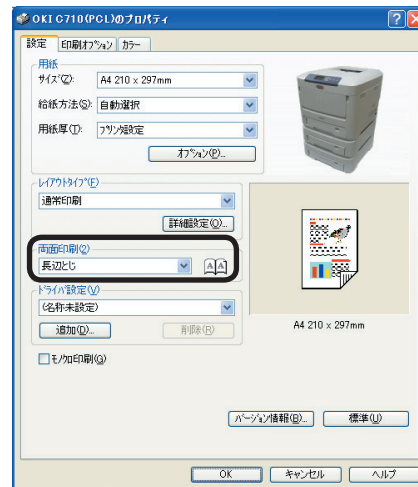 OKI C710(PCL)のプロパティ
設定 印刷オプション カラー
用紙
サイズ(Z): A4 210 x 297mm
給紙方法(S): 自動選択
用紙厚(T): プリンタ設定
オプション(P)...
レイアウトタイプ(F)
通常印刷
詳細設定(O)...
両面印刷(2)
長辺とじ
A A
ドライバ設定(V)
(名称未設定)
追加(D)... 削除(R)
A4 210 x 297mm
モノクロ印刷(G)
バージョン情報(B)... 標準(U)
OK キャンセル ヘルプ